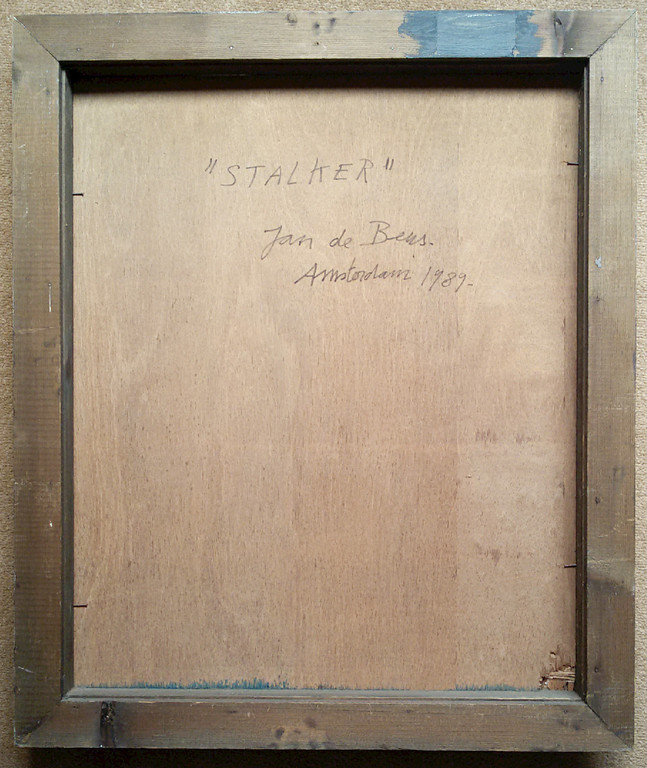 "STALKER"
Jan de Beus.
Amsterdam 1989.